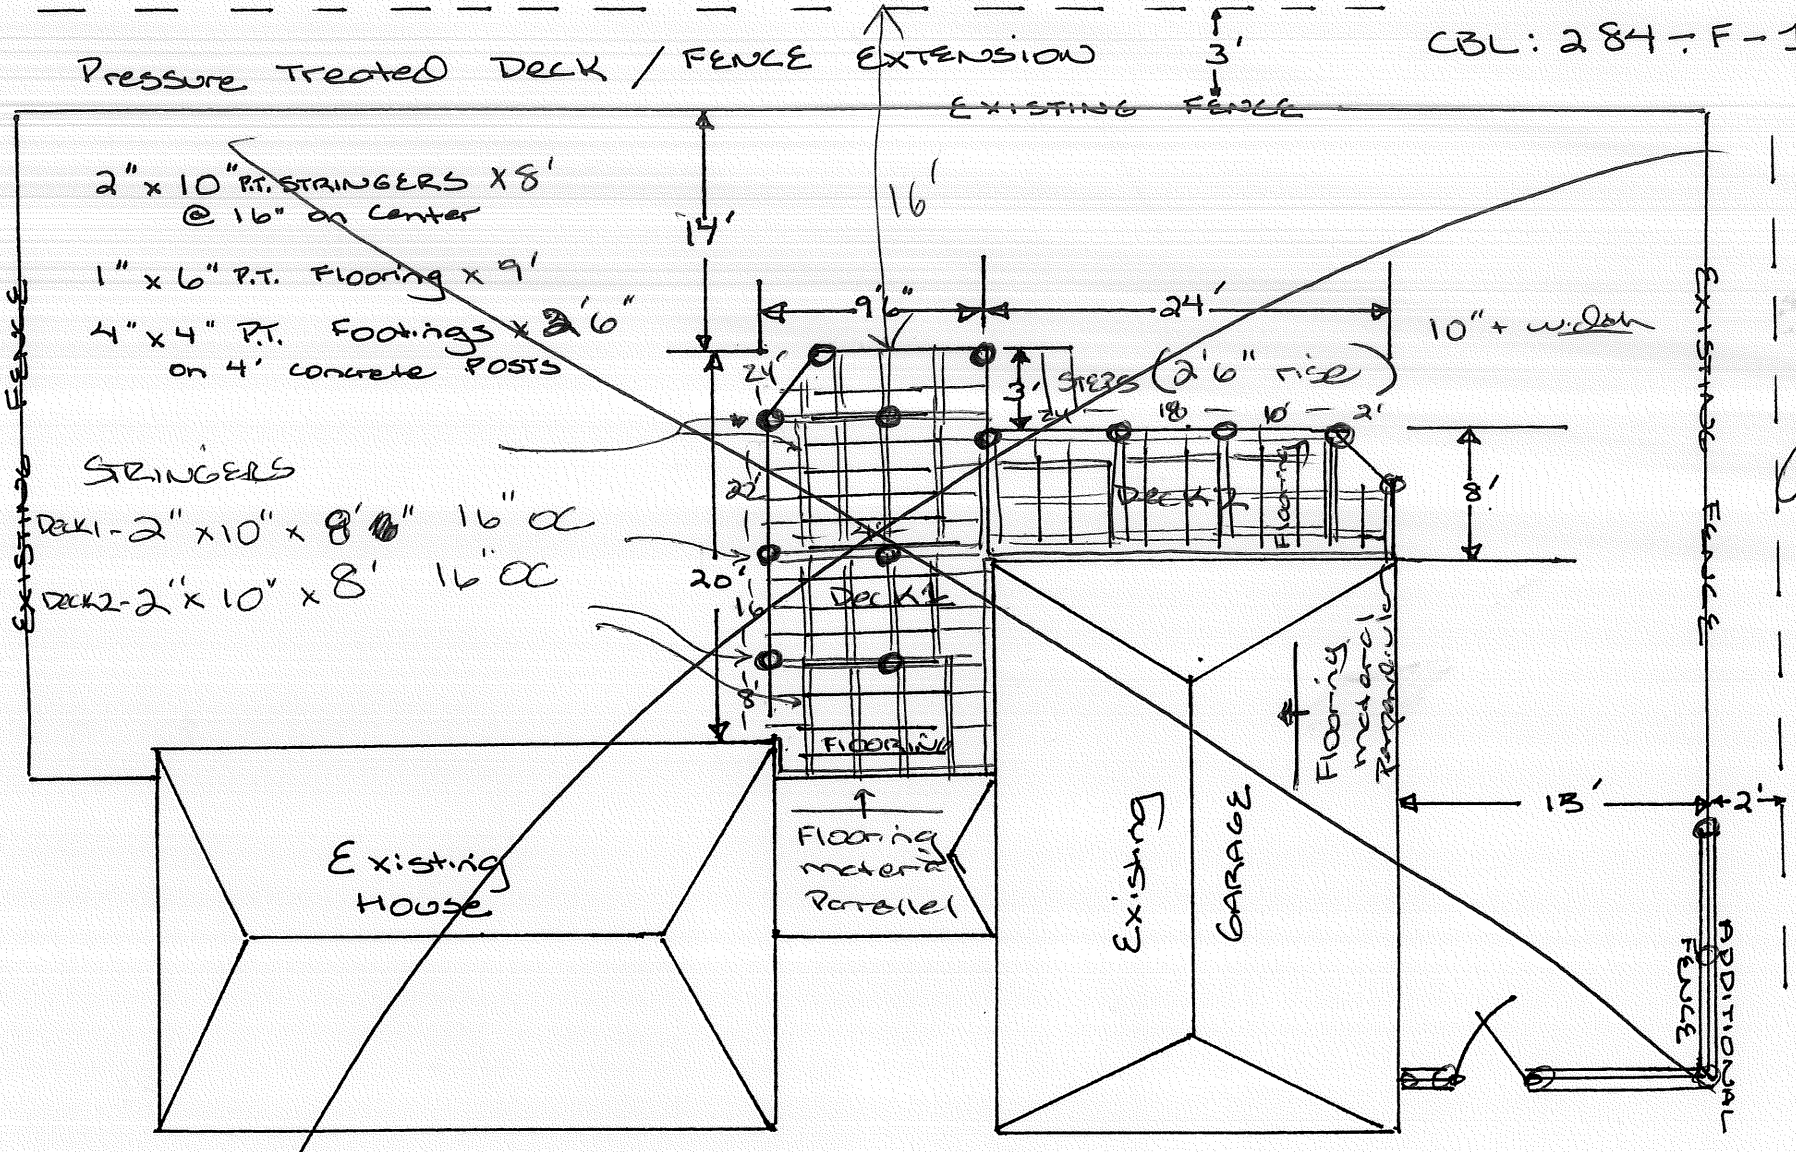 Pressure Treated Deck / FENCE EXTENSION
3'
CBL: 284-F-1
EXISTING FENCE
2" x 10" P.T. STRINGERS x 8'
@ 16" on center
14'
16'
1" x 6" P.T. Flooring x 9'
4" x 4" P.T. Footings x 2'6"
on 4' concrete POSTS
9'6"
24'
10"+ width
EXISTING FENCE
EXISTING FENCE
24'
3'
STEPS (2'6" rise)
24 - 18 - 10' - 2'
STRINGERS
22'
Deck 2
Flooring
8'
Deck1 - 2" x 10" x 8' 16" OC
Deck2 - 2" x 10" x 8' 16" OC
20'
16
Deck 1
8'
FLOORING
Flooring
material
Perpendicular
Flooring
material
Parrellel
Existing
House
Existing
GARAGE
13'
2'
ADDITIONAL
FENCE